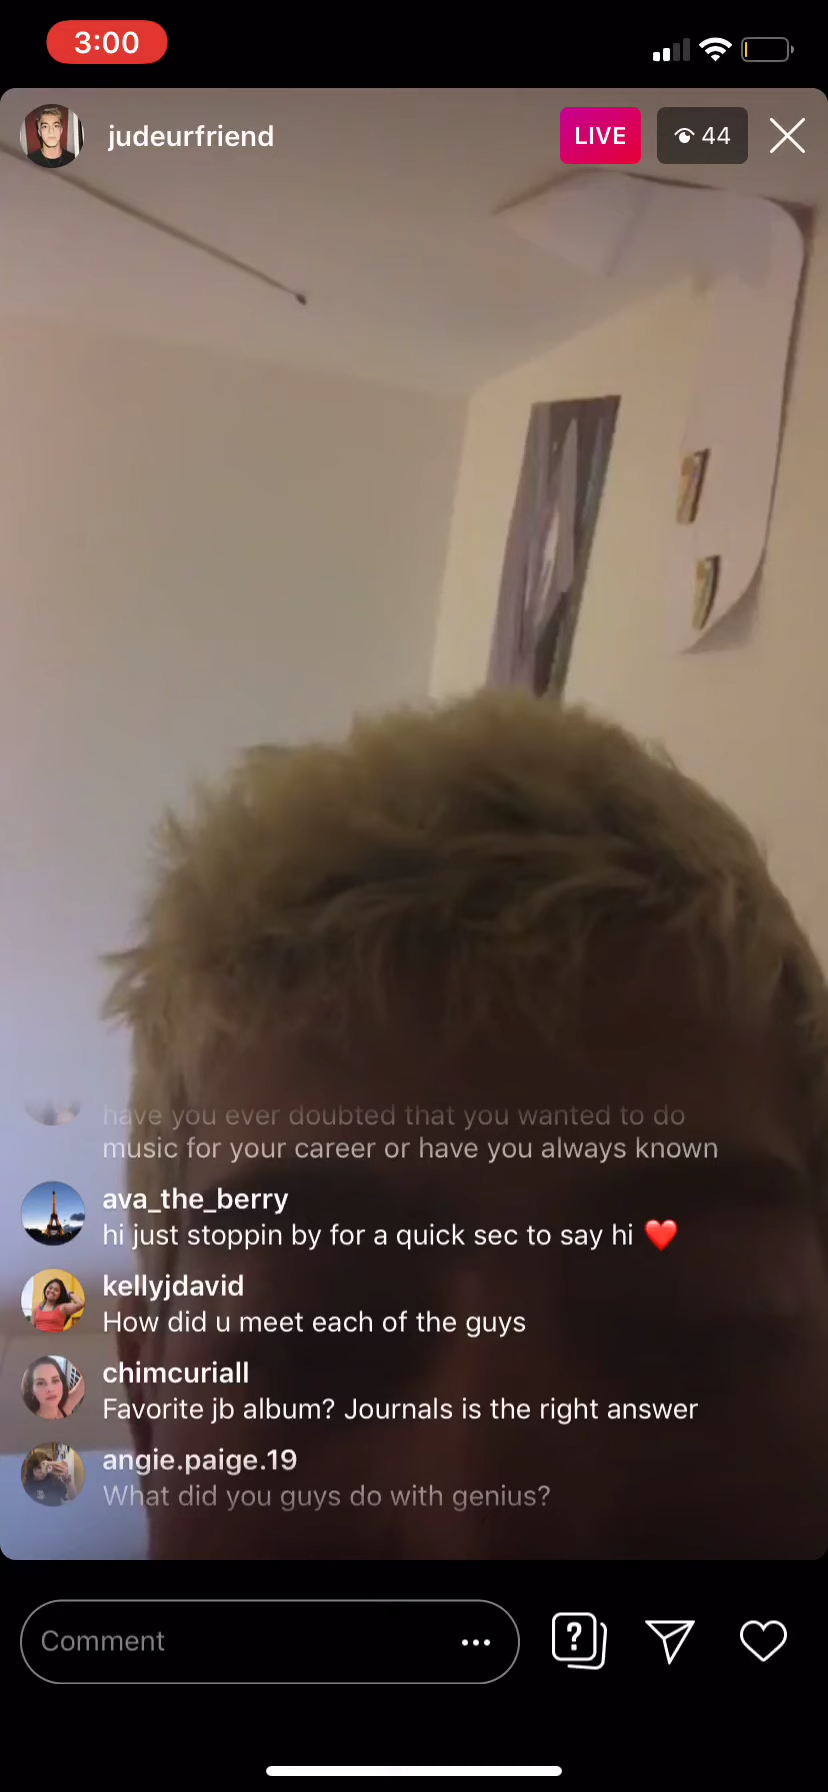 3:00
judeurfriend
LIVE
44
have you ever doubted that you wanted to do
music for your career or have you always known
ava_the_berry
hi just stoppin by for a quick sec to say hi ❤️
kellyjdavid
How did u meet each of the guys
chimcuriall
Favorite jb album? Journals is the right answer
angie.paige.19
What did you guys do with genius?
Comment